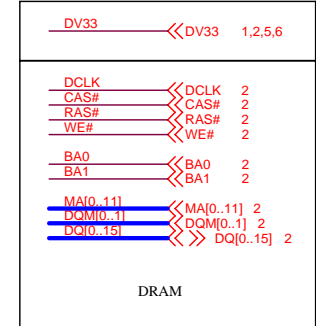 DV33 DV33 1,2,5,6
DCLK DCLK 2
CAS# CAS# 2
RAS# RAS# 2
WE# WE# 2
BA0 BA0 2
BA1 BA1 2
MA[0..11] MA[0..11] 2
DQM[0..1] DQM[0..1] 2
DQ[0..15] DQ[0..15] 2
DRAM